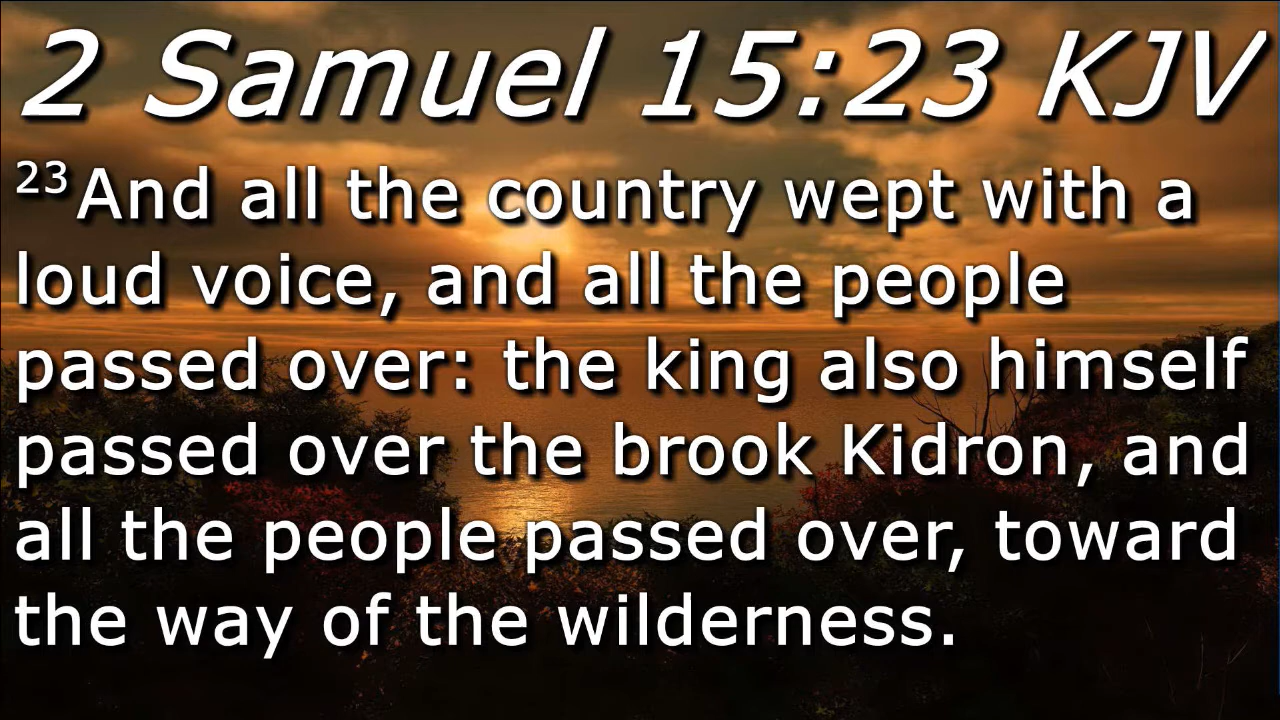 2 Samuel 15:23 KJV
23And all the country wept with a
loud voice, and all the people
passed over: the king also himself
passed over the brook Kidron, and
all the people passed over, toward
the way of the wilderness.